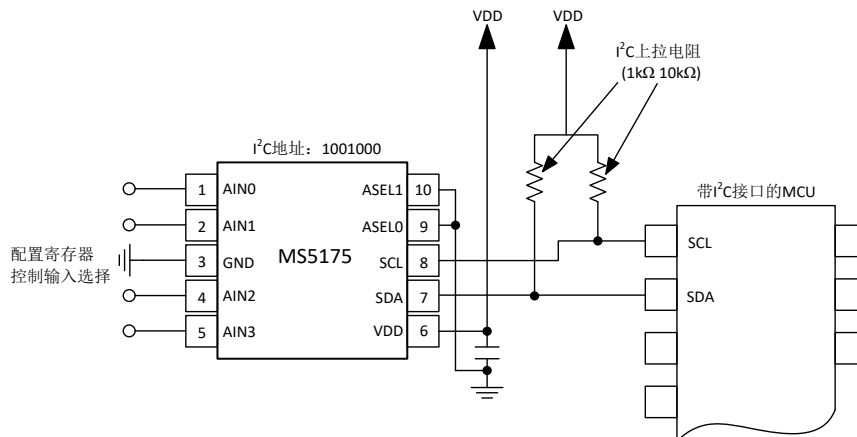 VDD
VDD
I²C上拉电阻
(1kΩ 10kΩ)
I²C地址：1001000
带I²C接口的MCU
配置寄存器
控制输入选择
MS5175
1 AIN0
2 AIN1
3 GND
4 AIN2
5 AIN3
ASEL1 10
ASEL0 9
SCL 8
SDA 7
VDD 6
SCL
SDA